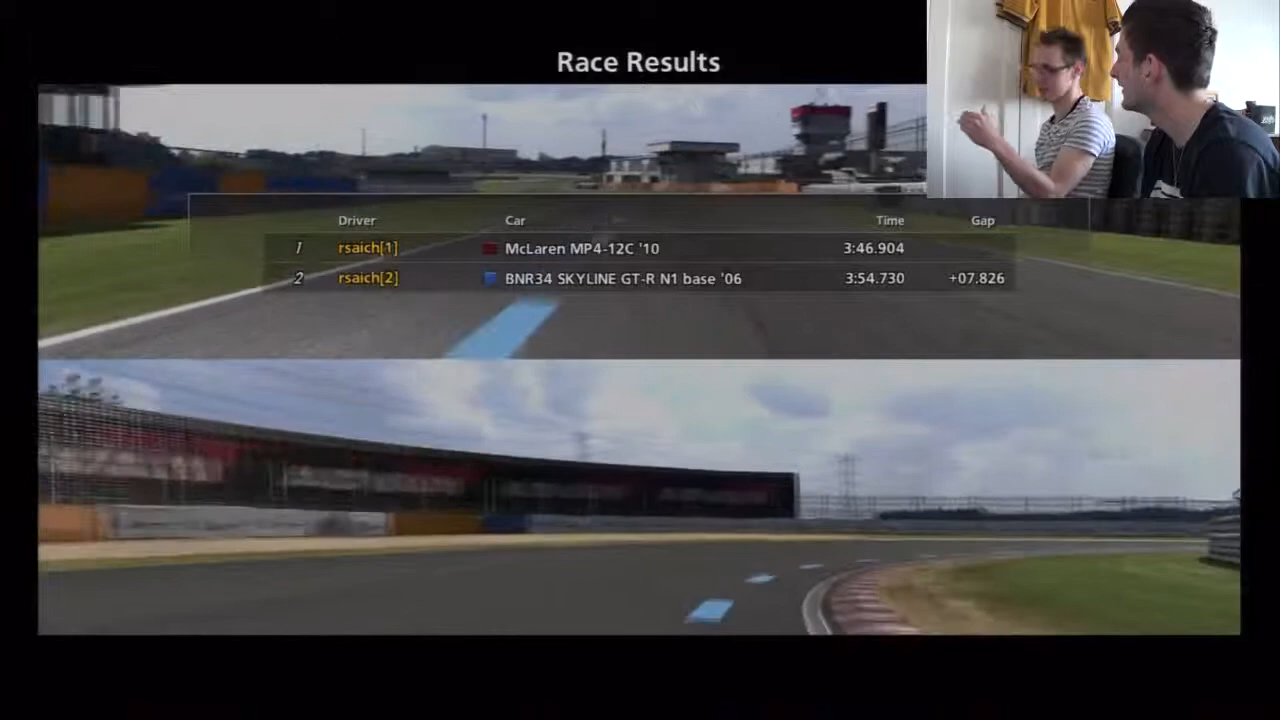 Race Results
Driver Car Time Gap
1 rsaich[1] McLaren MP4-12C '10 3:46.904
2 rsaich[2] BNR34 SKYLINE GT-R N1 base '06 3:54.730 +07.826